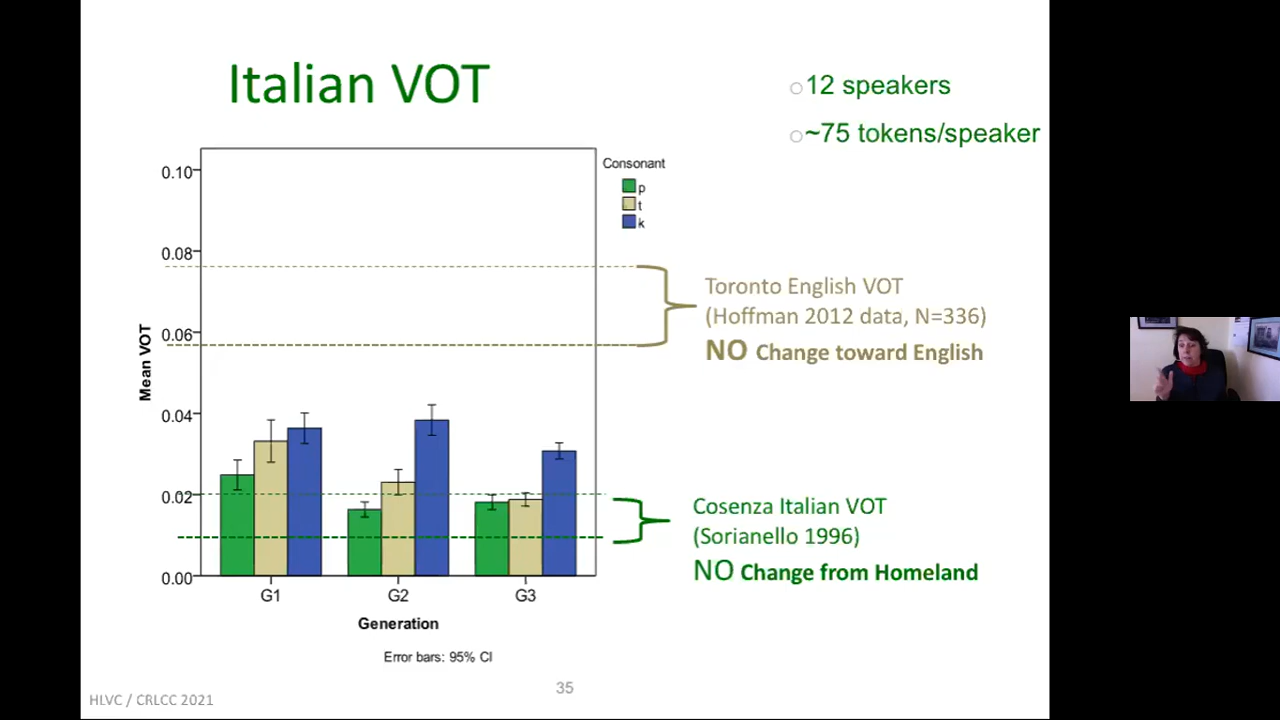 Italian VOT
12 speakers
~75 tokens/speaker
Consonant
p
t
k
0.10
0.08
0.06
0.04
0.02
0.00
Mean VOT
G1
G2
G3
Generation
Error bars: 95% CI
Toronto English VOT
(Hoffman 2012 data, N=336)
NO Change toward English
Cosenza Italian VOT
(Sorianello 1996)
NO Change from Homeland
35
HLVC / CRLCC 2021